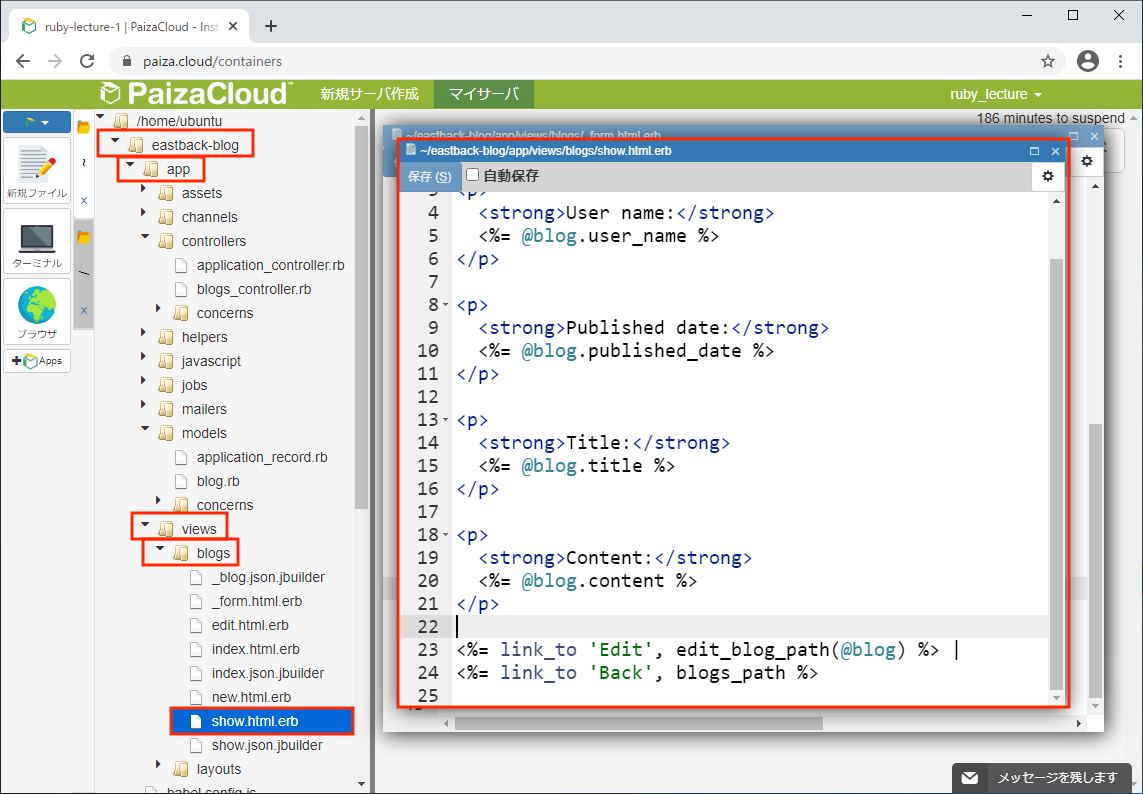 ruby-lecture-1 | PaizaCloud - Inst
paiza.cloud/containers
PaizaCloud
新規サーバ作成
マイサーバ
ruby_lecture
186 minutes to suspend
新規ファイル
ターミナル
ブラウザ
Apps
/home/ubuntu
eastback-blog
app
assets
channels
controllers
application_controller.rb
blogs_controller.rb
concerns
helpers
javascript
jobs
mailers
models
application_record.rb
blog.rb
concerns
views
blogs
_blog.json.jbuilder
_form.html.erb
edit.html.erb
index.html.erb
index.json.jbuilder
new.html.erb
show.html.erb
show.json.jbuilder
layouts
babel.config.js
~/eastback-blog/app/views/blogs/_form.html.erb
~/eastback-blog/app/views/blogs/show.html.erb
保存 (S)
自動保存
3 <p>
4 <strong>User name:</strong>
5 <%= @blog.user_name %>
6 </p>
7
8 <p>
9 <strong>Published date:</strong>
10 <%= @blog.published_date %>
11 </p>
12
13 <p>
14 <strong>Title:</strong>
15 <%= @blog.title %>
16 </p>
17
18 <p>
19 <strong>Content:</strong>
20 <%= @blog.content %>
21 </p>
22
23 <%= link_to 'Edit', edit_blog_path(@blog) %> |
24 <%= link_to 'Back', blogs_path %>
25
メッセージを残します